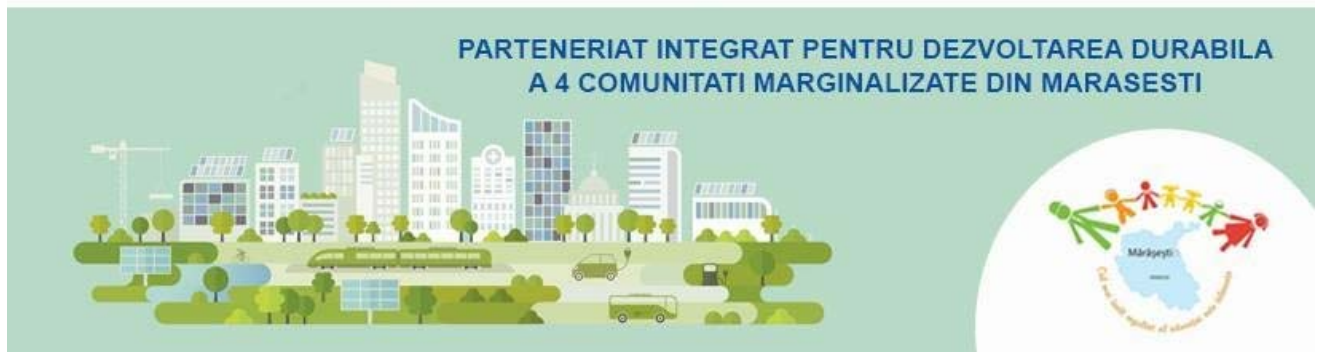 PARTENERIAT INTEGRAT PENTRU DEZVOLTAREA DURABILA
A 4 COMUNITATI MARGINALIZATE DIN MARASESTI
Mărășești